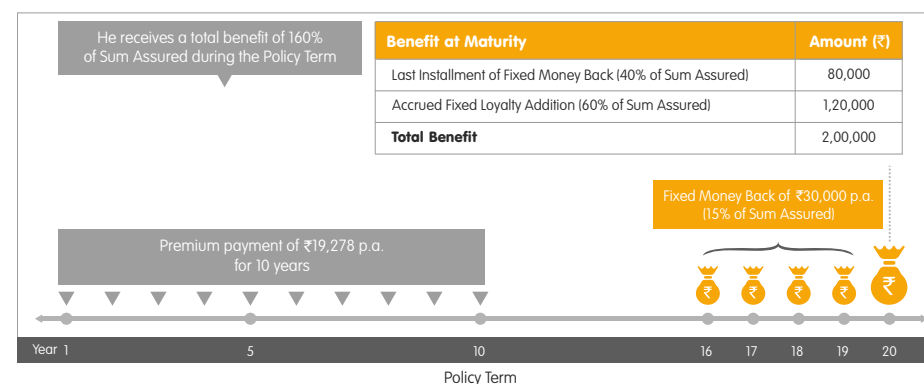 He receives a total benefit of 160%
of Sum Assured during the Policy Term
Benefit at Maturity Amount (₹)
Last Installment of Fixed Money Back (40% of Sum Assured) 80,000
Accrued Fixed Loyalty Addition (60% of Sum Assured) 1,20,000
Total Benefit 2,00,000
Fixed Money Back of ₹30,000 p.a.
(15% of Sum Assured)
Premium payment of ₹19,278 p.a.
for 10 years
₹ ₹ ₹ ₹ ₹
Year 1 5 10 16 17 18 19 20
Policy Term